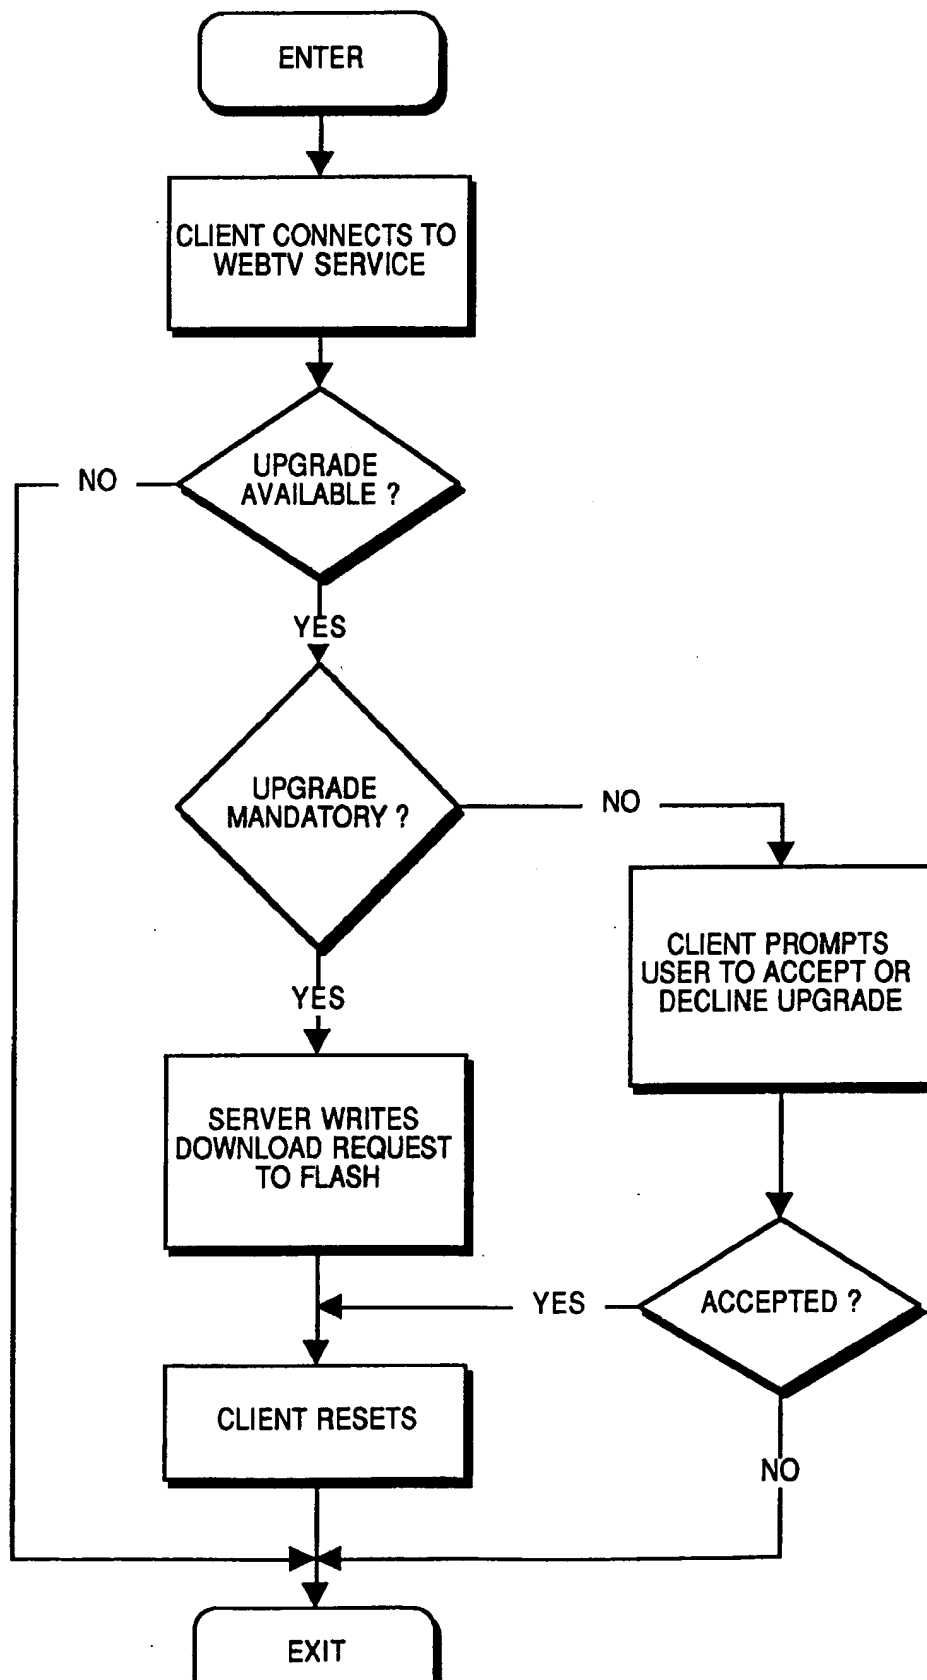 ENTER
CLIENT CONNECTS TO
WEBTV SERVICE
UPGRADE
AVAILABLE ?
NO
YES
UPGRADE
MANDATORY ?
NO
CLIENT PROMPTS
USER TO ACCEPT OR
DECLINE UPGRADE
YES
SERVER WRITES
DOWNLOAD REQUEST
TO FLASH
ACCEPTED ?
YES
CLIENT RESETS
NO
EXIT